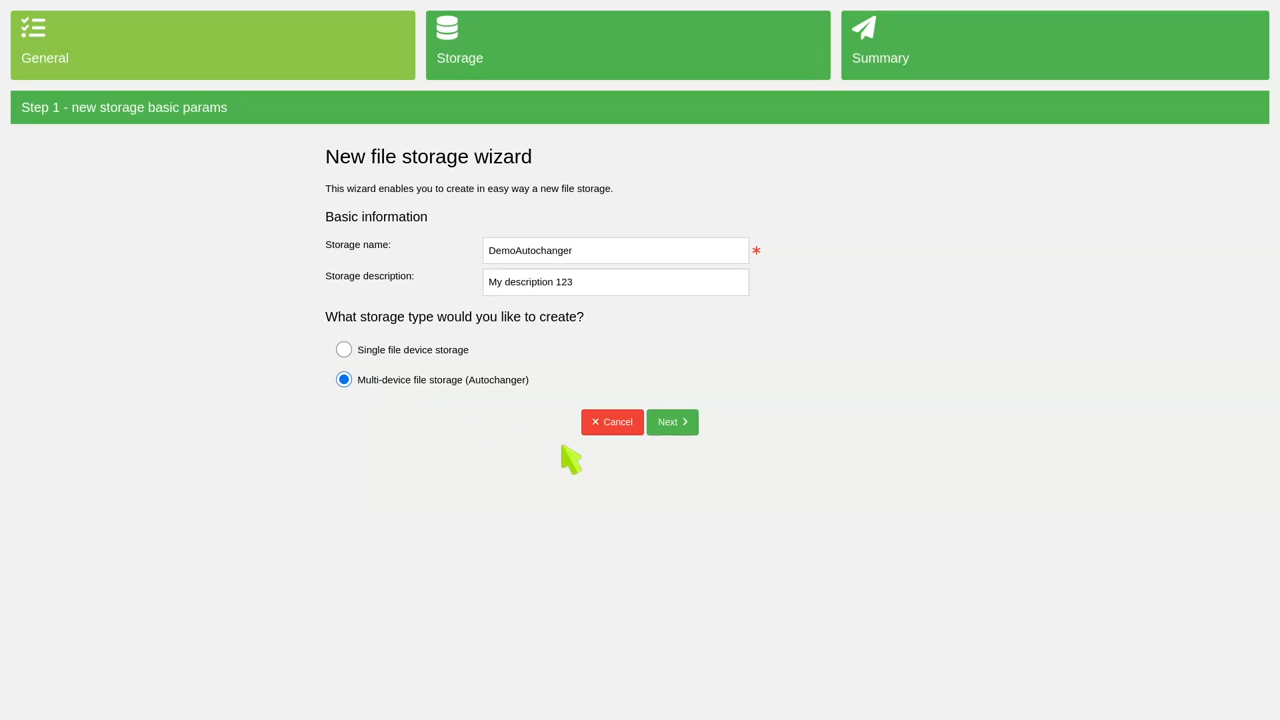 General
Storage
Summary
Step 1 - new storage basic params
New file storage wizard
This wizard enables you to create in easy way a new file storage.
Basic information
Storage name:
DemoAutochanger
*
Storage description:
My description 123
What storage type would you like to create?
Single file device storage
Multi-device file storage (Autochanger)
Cancel
Next